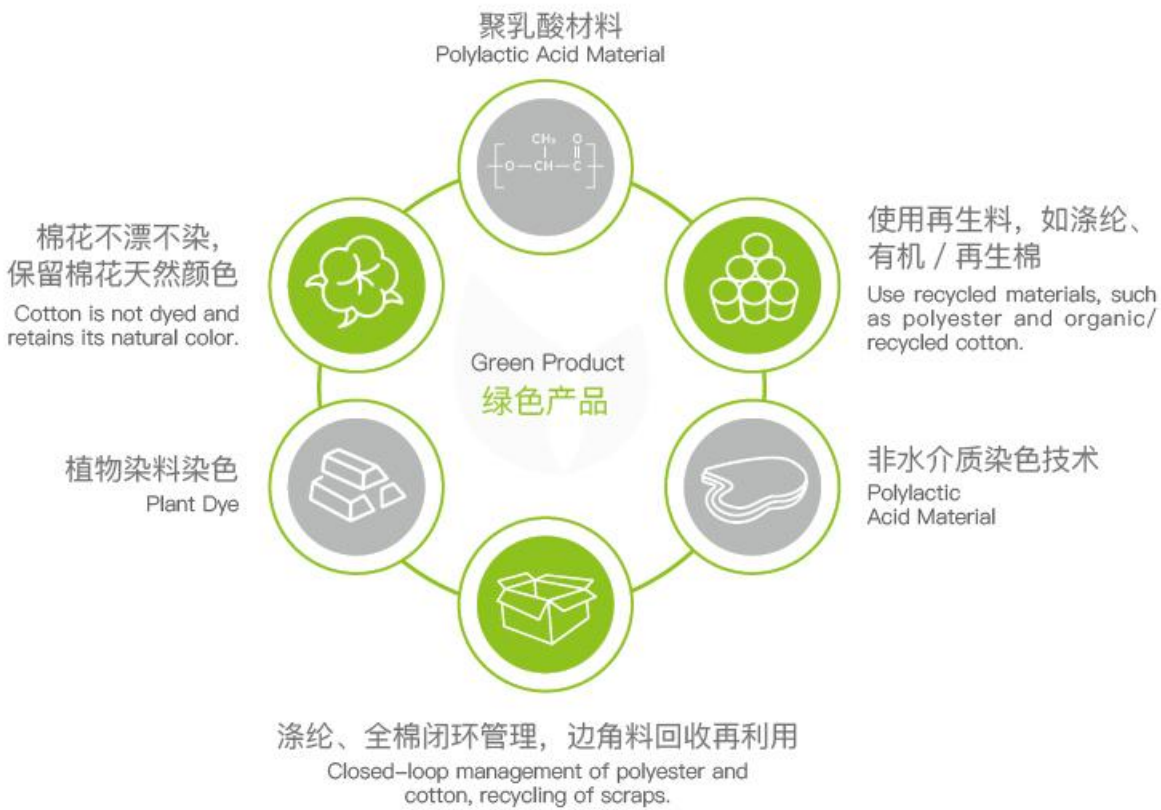 聚乳酸材料
Polylactic Acid Material
CH₃ O
O—CH—C
棉花不漂不染,
保留棉花天然颜色
Cotton is not dyed and
retains its natural color.
使用再生料，如涤纶、
有机 / 再生棉
Use recycled materials, such
as polyester and organic/
recycled cotton.
Green Product
绿色产品
植物染料染色
Plant Dye
非水介质染色技术
Polylactic
Acid Material
涤纶、全棉闭环管理，边角料回收再利用
Closed-loop management of polyester and
cotton, recycling of scraps.